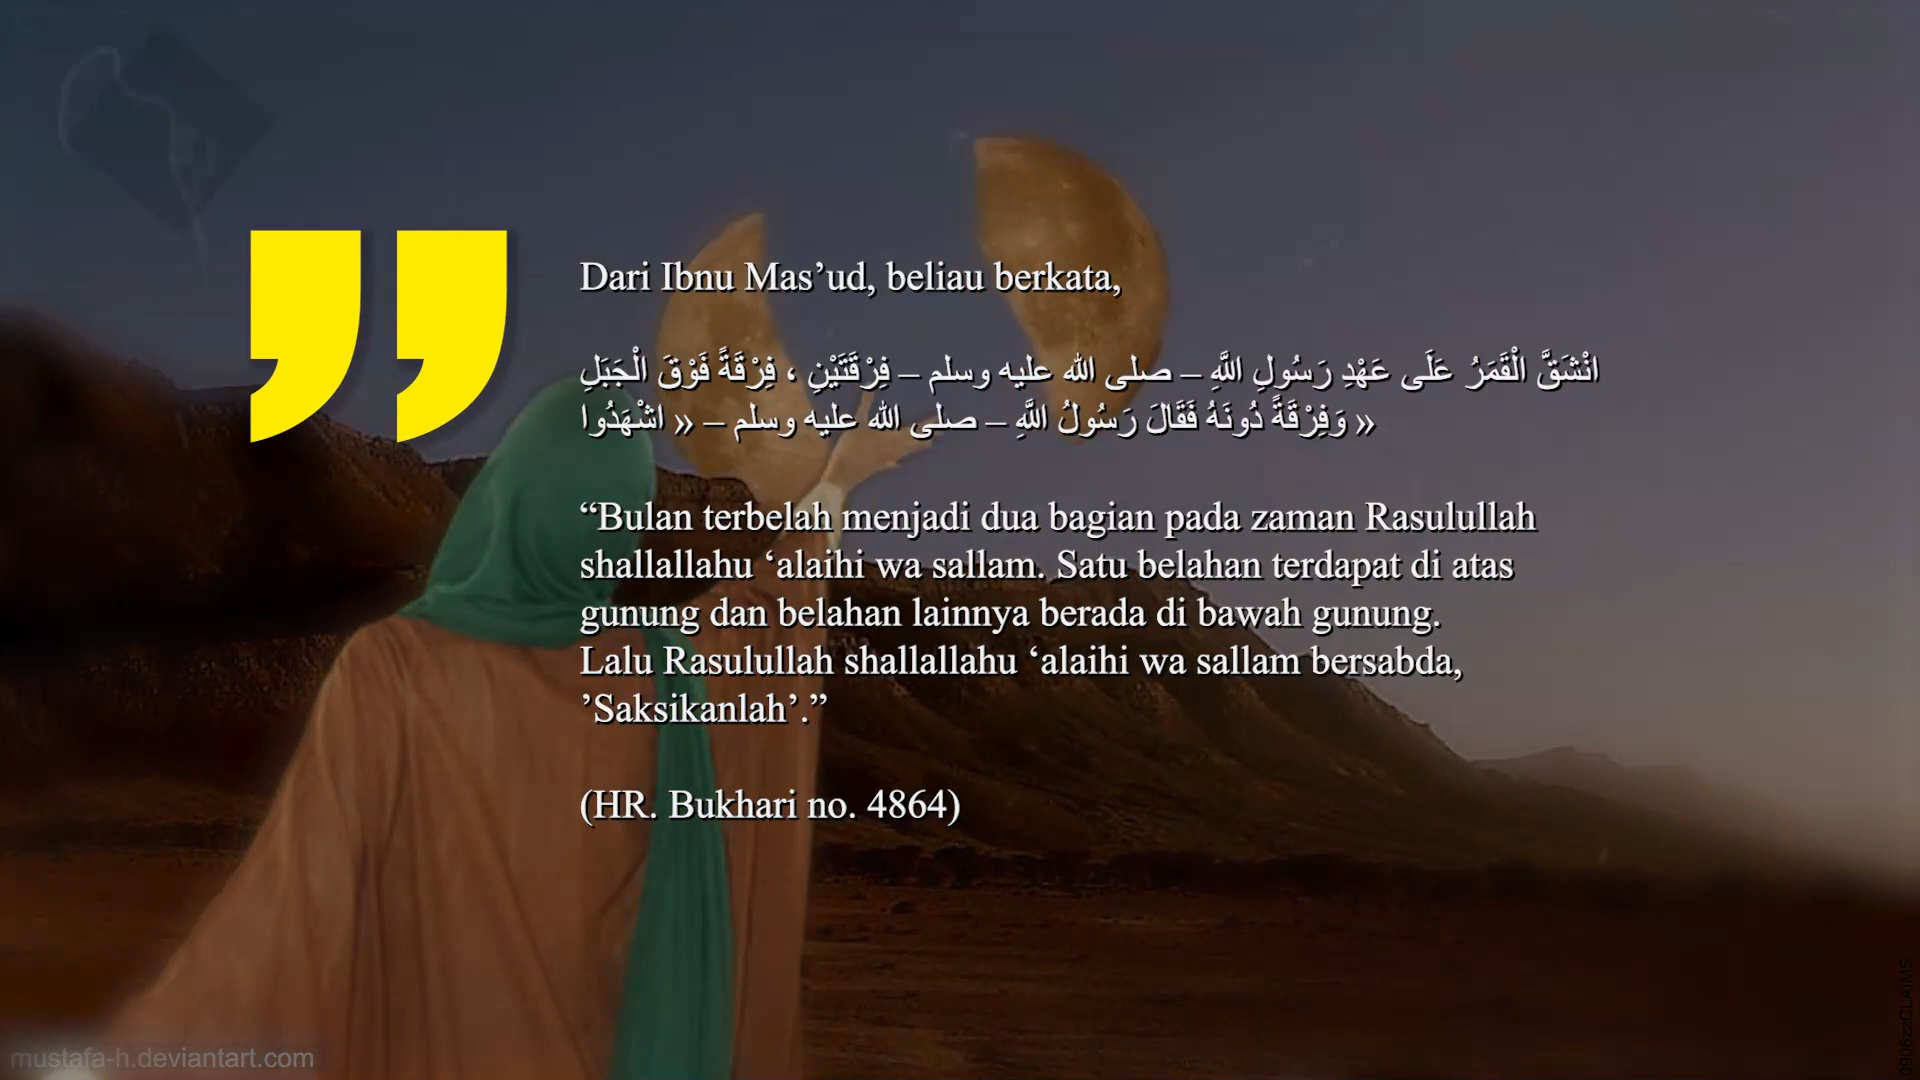 Dari Ibnu Mas’ud, beliau berkata,
انْشَقَّ الْقَمَرُ عَلَى عَهْدِ رَسُولِ اللَّهِ – صلى الله عليه وسلم – فِرْقَتَيْنِ ، فِرْقَةً فَوْقَ الْجَبَلِ
« وَفِرْقَةً دُونَهُ فَقَالَ رَسُولُ اللَّهِ – صلى الله عليه وسلم – « اشْهَدُوا
“Bulan terbelah menjadi dua bagian pada zaman Rasulullah
shallallahu ‘alaihi wa sallam. Satu belahan terdapat di atas
gunung dan belahan lainnya berada di bawah gunung.
Lalu Rasulullah shallallahu ‘alaihi wa sallam bersabda,
’Saksikanlah’.”
(HR. Bukhari no. 4864)
mustafa-h.deviantart.com
0906zzCLAIMS